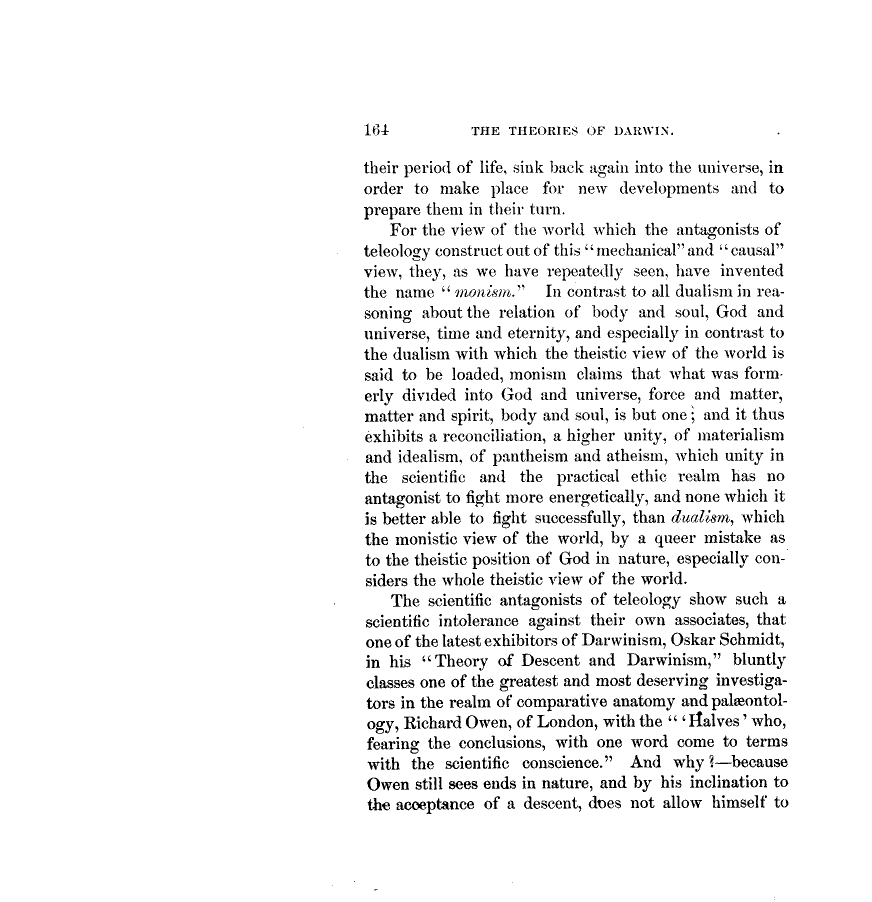 164 THE THEORIES OF DARWIN.
their period of life, sink back again into the universe, in
order to make place for new developments and to
prepare them in their turn.
For the view of the world which the antagonists of
teleology construct out of this “mechanical” and “causal”
view, they, as we have repeatedly seen, have invented
the name “monism.” In contrast to all dualism in rea-
soning about the relation of body and soul, God and
universe, time and eternity, and especially in contrast to
the dualism with which the theistic view of the world is
said to be loaded, monism claims that what was form-
erly divided into God and universe, force and matter,
matter and spirit, body and soul, is but one; and it thus
exhibits a reconciliation, a higher unity, of materialism
and idealism, of pantheism and atheism, which unity in
the scientific and the practical ethic realm has no
antagonist to fight more energetically, and none which it
is better able to fight successfully, than dualism, which
the monistic view of the world, by a queer mistake as
to the theistic position of God in nature, especially con-
siders the whole theistic view of the world.
The scientific antagonists of teleology show such a
scientific intolerance against their own associates, that
one of the latest exhibitors of Darwinism, Oskar Schmidt,
in his “Theory of Descent and Darwinism,” bluntly
classes one of the greatest and most deserving investiga-
tors in the realm of comparative anatomy and palæontol-
ogy, Richard Owen, of London, with the “ ‘Halves’ who,
fearing the conclusions, with one word come to terms
with the scientific conscience.” And why?—because
Owen still sees ends in nature, and by his inclination to
the acceptance of a descent, does not allow himself to